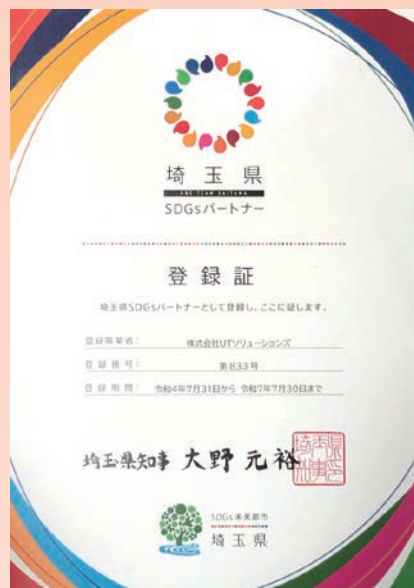 埼玉県
ONE TEAM SAITAMA
SDGsパートナー
登録証
埼玉県SDGsパートナーとして登録し、ここに証します。
登録事業者： 株式会社UTソリューションズ
登録番号： 第833号
登録期間： 令和4年7月31日から 令和7年7月30日まで
埼玉県知事 大野元裕
SDGs未来都市
埼玉県